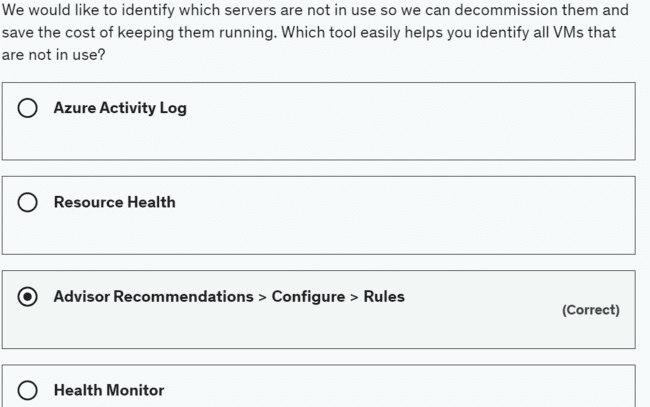 We would like to identify which servers are not in use so we can decommission them and
save the cost of keeping them running. Which tool easily helps you identify all VMs that
are not in use?
Azure Activity Log
Resource Health
Advisor Recommendations > Configure > Rules
(Correct)
Health Monitor